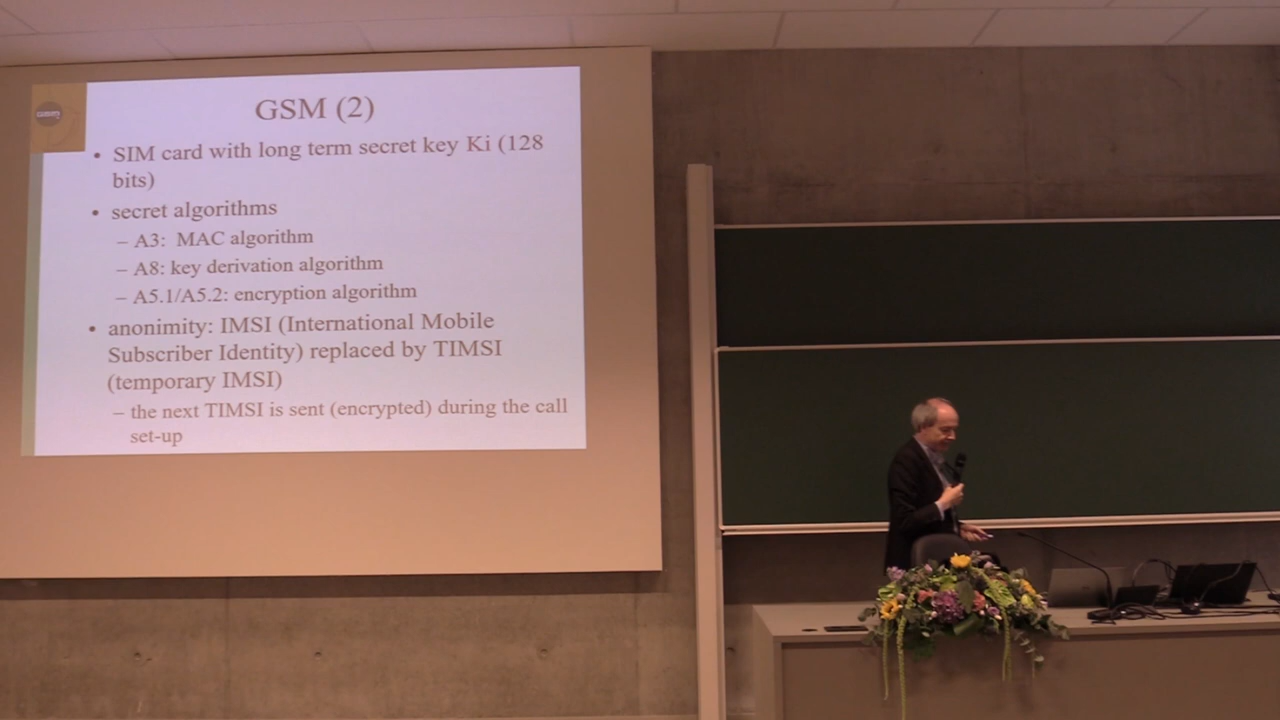 GSM (2)
• SIM card with long term secret key Ki (128
bits)
• secret algorithms
– A3: MAC algorithm
– A8: key derivation algorithm
– A5.1/A5.2: encryption algorithm
• anonimity: IMSI (International Mobile
Subscriber Identity) replaced by TIMSI
(temporary IMSI)
– the next TIMSI is sent (encrypted) during the call
set-up